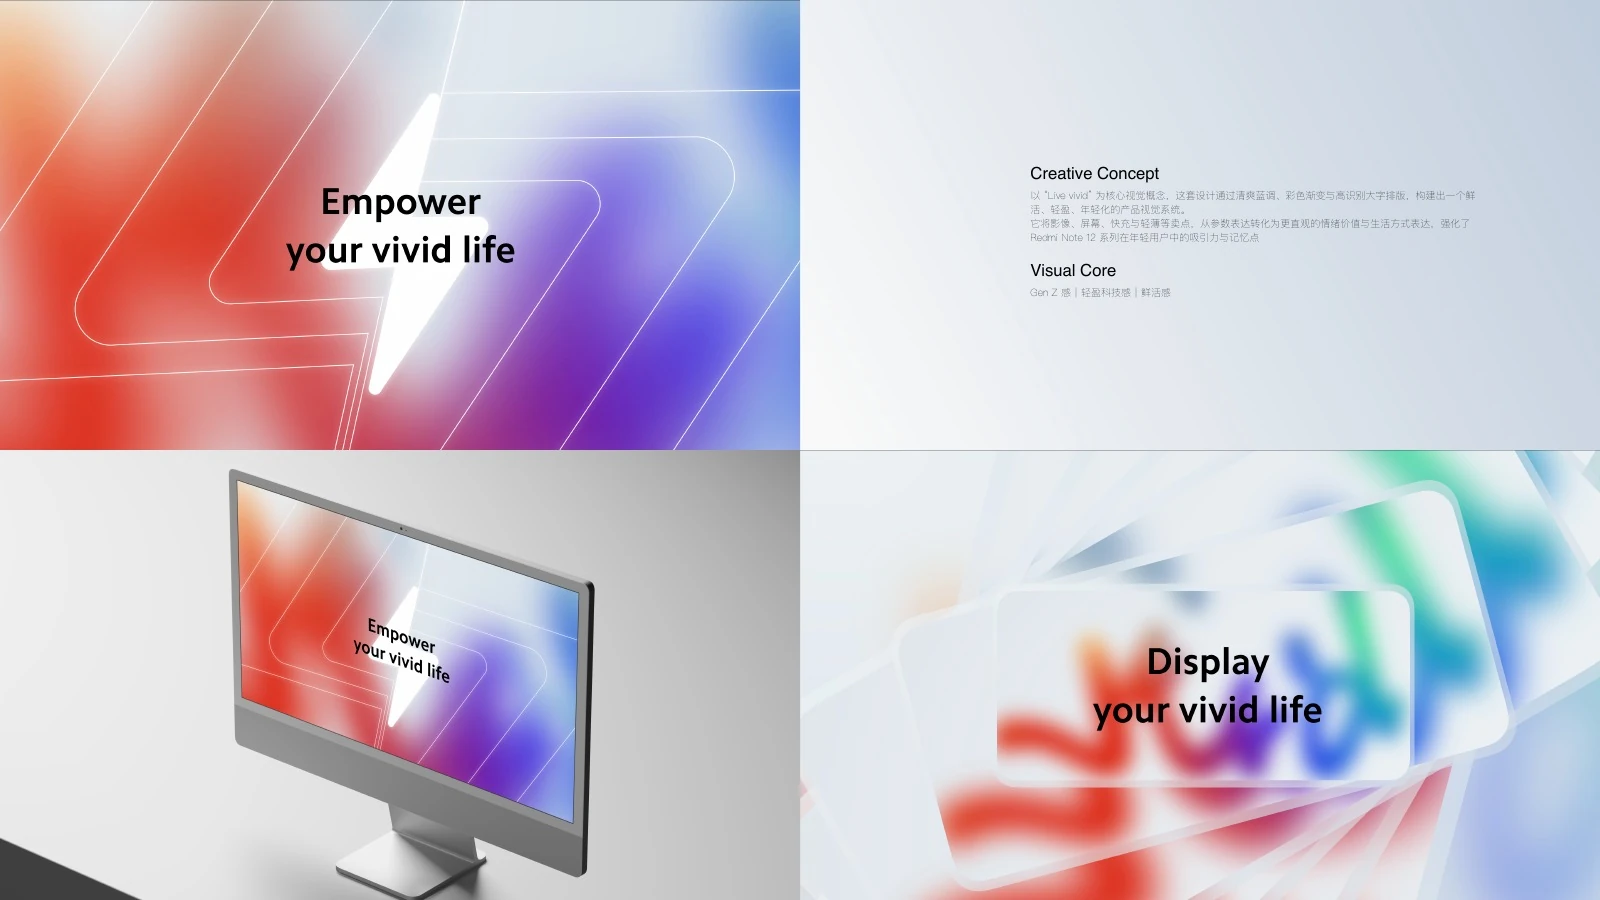 Empower
your vivid life
Creative Concept
以 “Live vivid” 为核心视觉概念，这套设计通过清爽蓝调、彩色渐变与高识别大字排版，构建出一个鲜
活、轻盈、年轻化的产品视觉系统。
它将影像、屏幕、快充与轻薄等卖点，从参数表达转化为更直观的情绪价值与生活方式表达，强化了
Redmi Note 12 系列在年轻用户中的吸引力与记忆点
Visual Core
Gen Z 感｜轻盈科技感｜鲜活感
Empower
your vivid life
Display
your vivid life